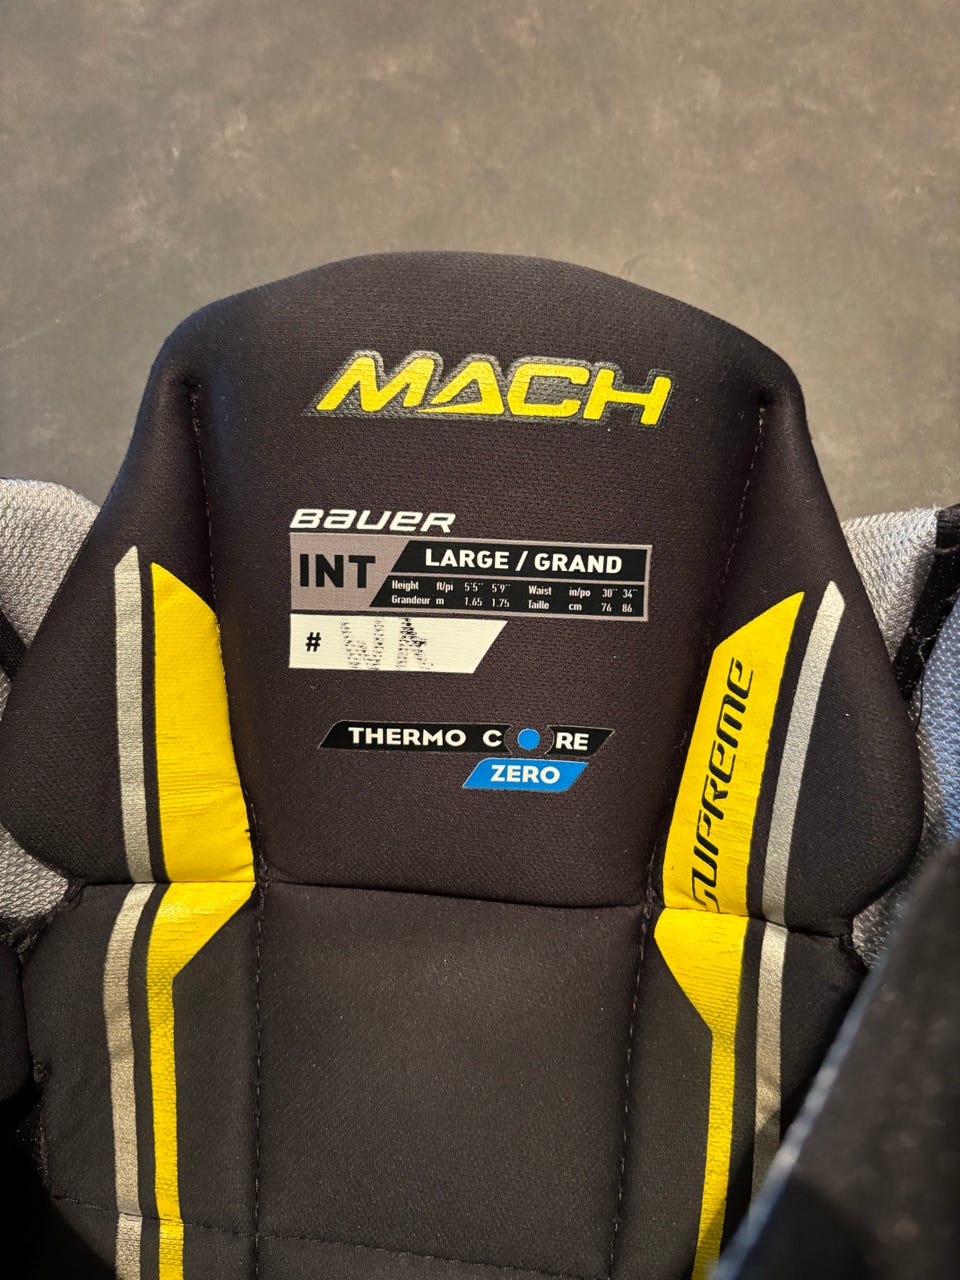 MACH
BAUER
INT
LARGE / GRAND
Height ft/pi 5'5'' 5'9'' Waist in/po 30'' 34''
Grandeur m 1.65 1.75 Taille cm 76 86
#
THERMO CORE
ZERO
SUPREME